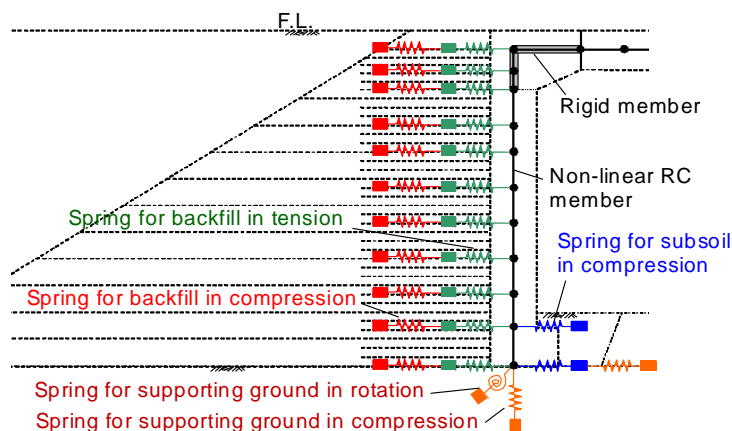 F.L.
Rigid member
Non-linear RC
member
Spring for backfill in tension
Spring for subsoil
in compression
Spring for backfill in compression
Spring for supporting ground in rotation
Spring for supporting ground in compression